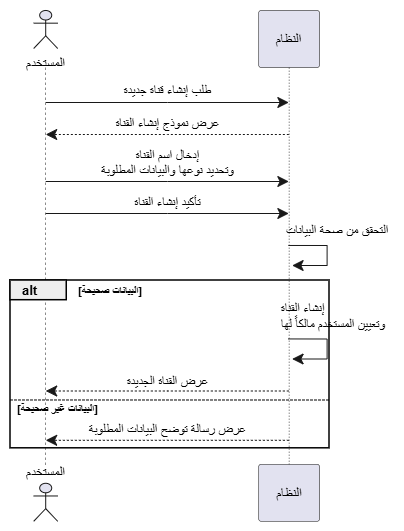 المستخدم
النظام
طلب إنشاء قناة جديدة
عرض نموذج إنشاء القناة
إدخال اسم القناة
وتحديد نوعها والبيانات المطلوبة
تأكيد إنشاء القناة
التحقق من صحة البيانات
alt
[البيانات صحيحة]
إنشاء القناة
وتعيين المستخدم مالكاً لها
عرض القناة الجديدة
[البيانات غير صحيحة]
عرض رسالة توضح البيانات المطلوبة
المستخدم
النظام